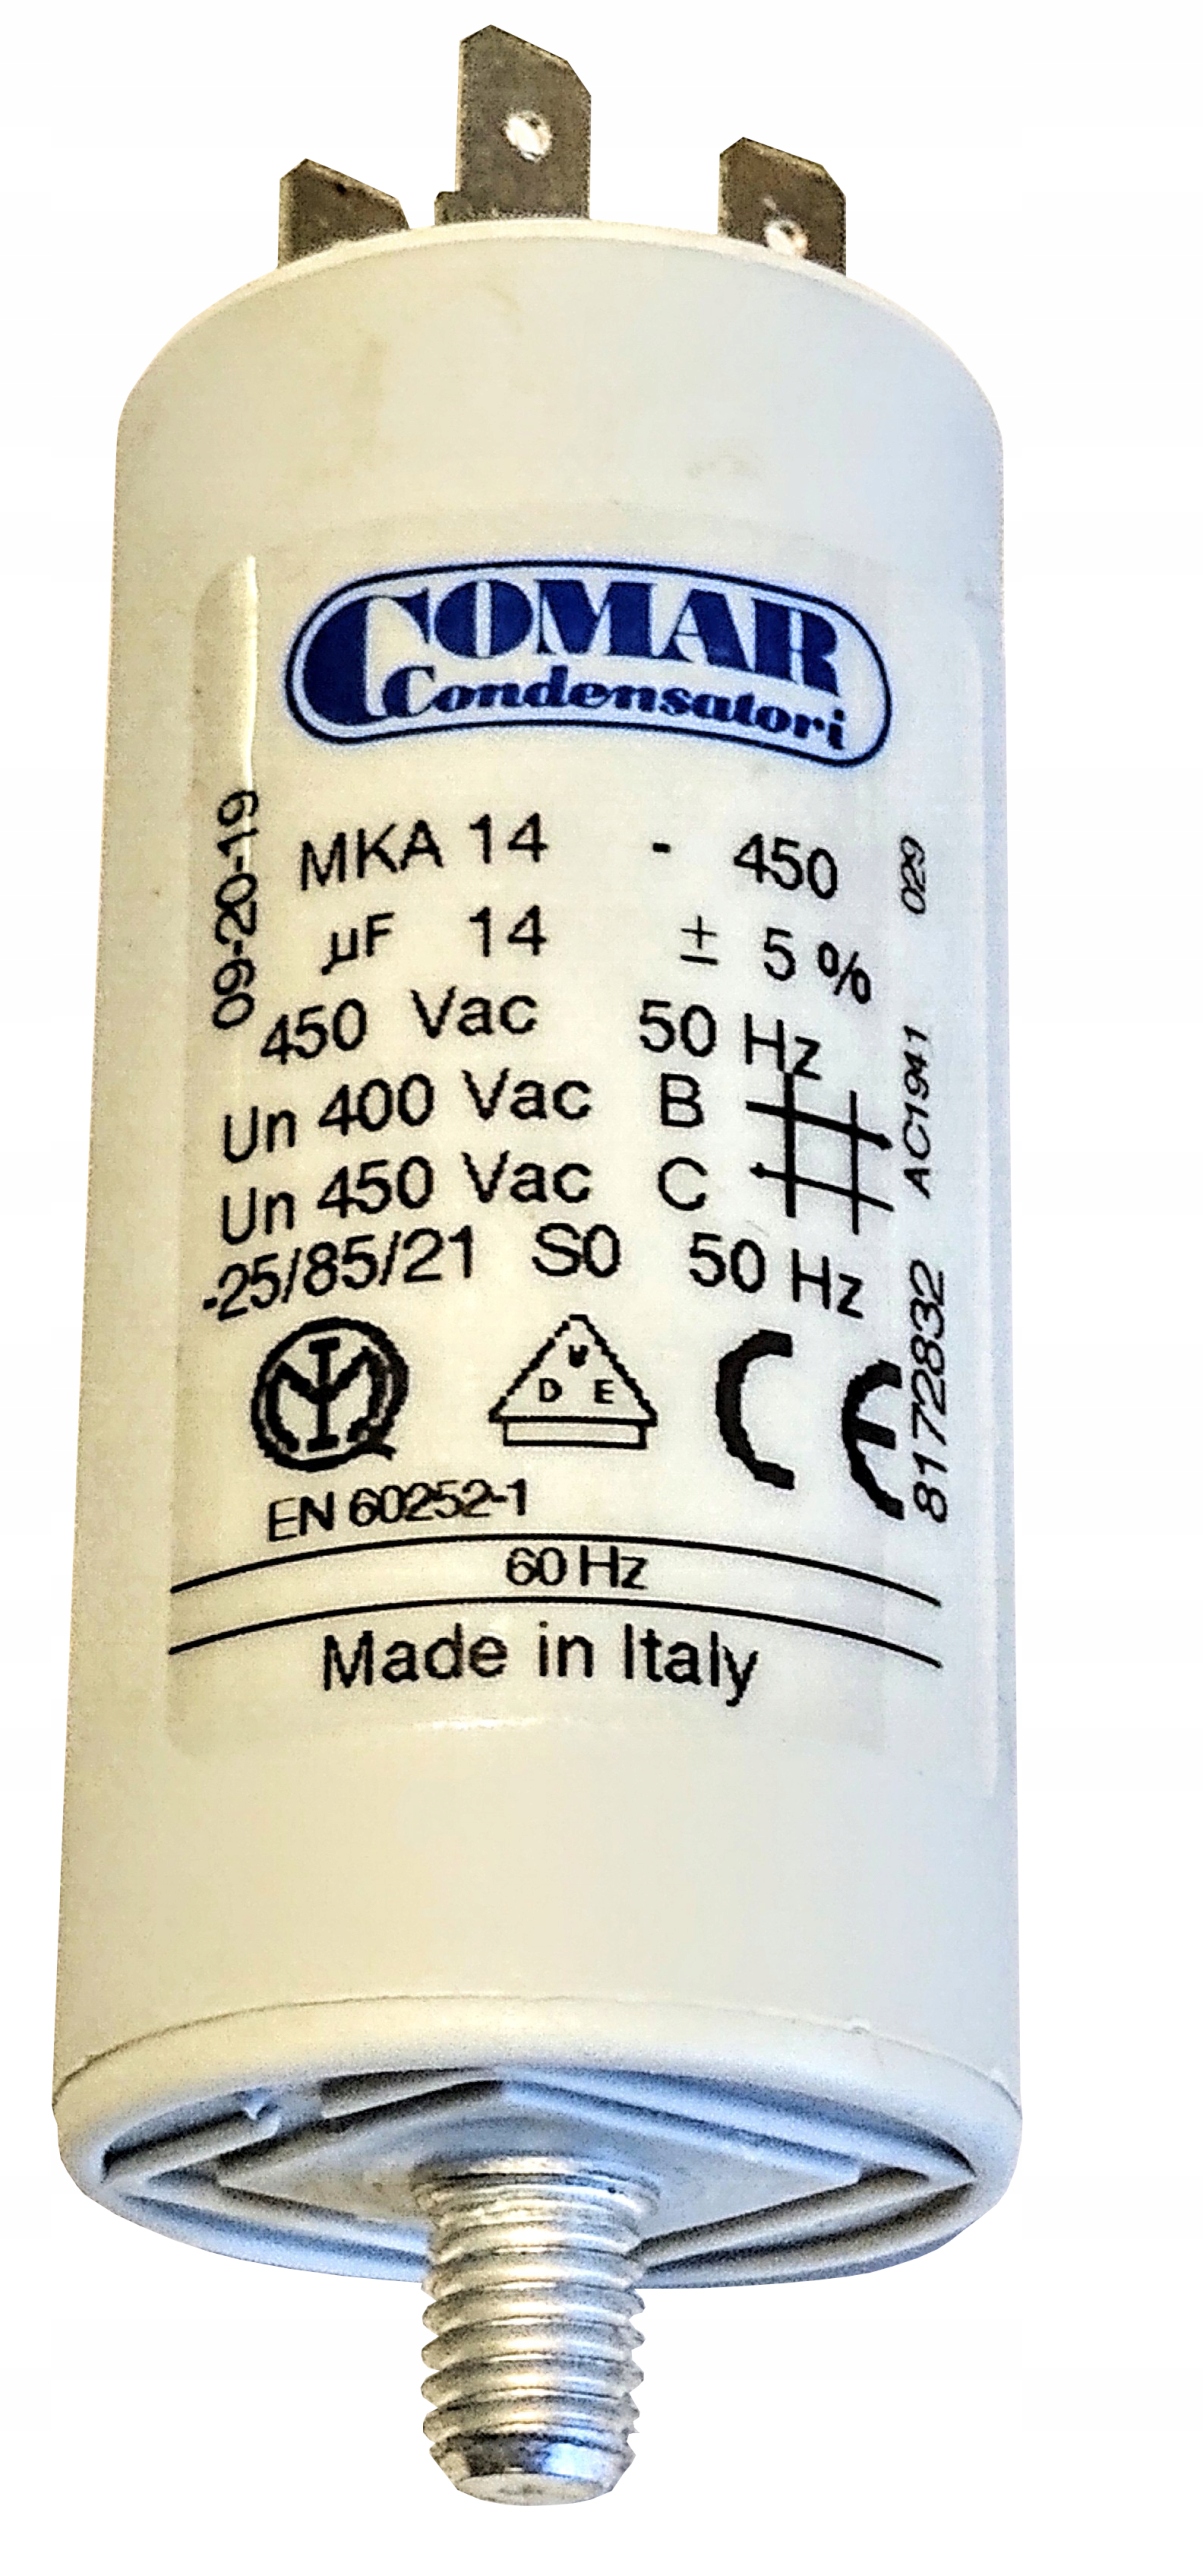 COMAR
Condensatori
MKA 14 - 450
µF 14 ± 5 %
450 Vac 50 Hz
Un 400 Vac B
Un 450 Vac C
-25/85/21 S0 50 Hz
IMQ
VDE
CE
EN 60252-1
60 Hz
Made in Italy
09-20-19
8172832 AC1941 029